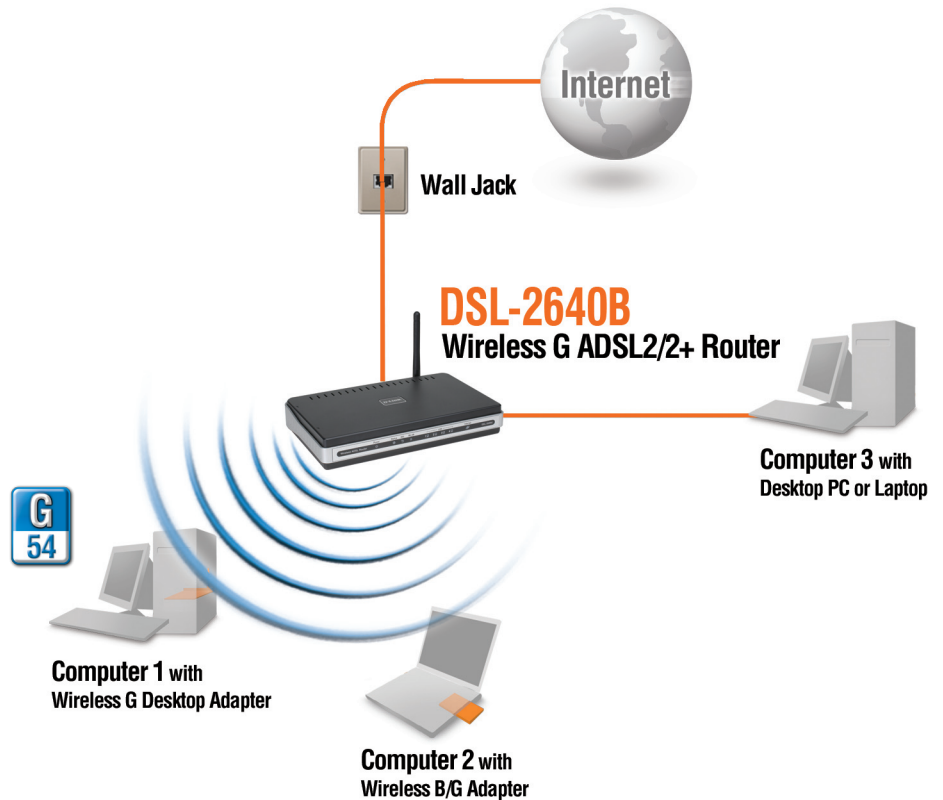 Internet
Wall Jack
DSL-2640B
Wireless G ADSL2/2+ Router
Computer 3 with
Desktop PC or Laptop
G
54
Computer 1 with
Wireless G Desktop Adapter
Computer 2 with
Wireless B/G Adapter